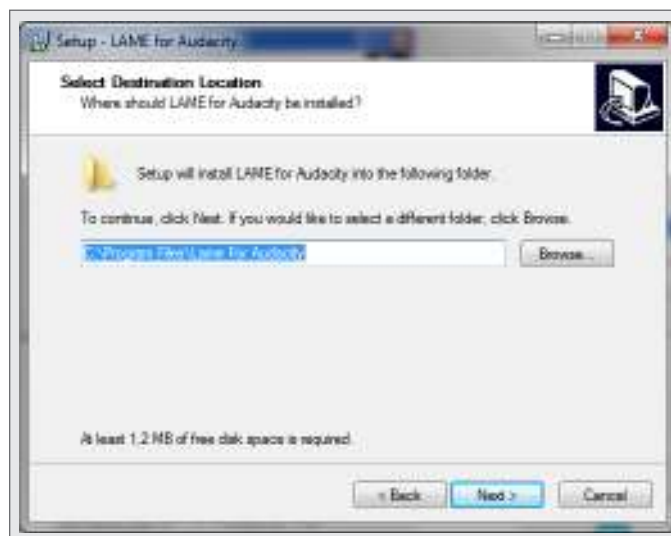 Setup - LAME for Audacity
Select Destination Location
Where should LAME for Audacity be installed?
Setup will install LAME for Audacity into the following folder.
To continue, click Next. If you would like to select a different folder, click Browse.
C:\Program Files\Lame For Audacity
Browse...
At least 1.2 MB of free disk space is required.
< Back
Next >
Cancel